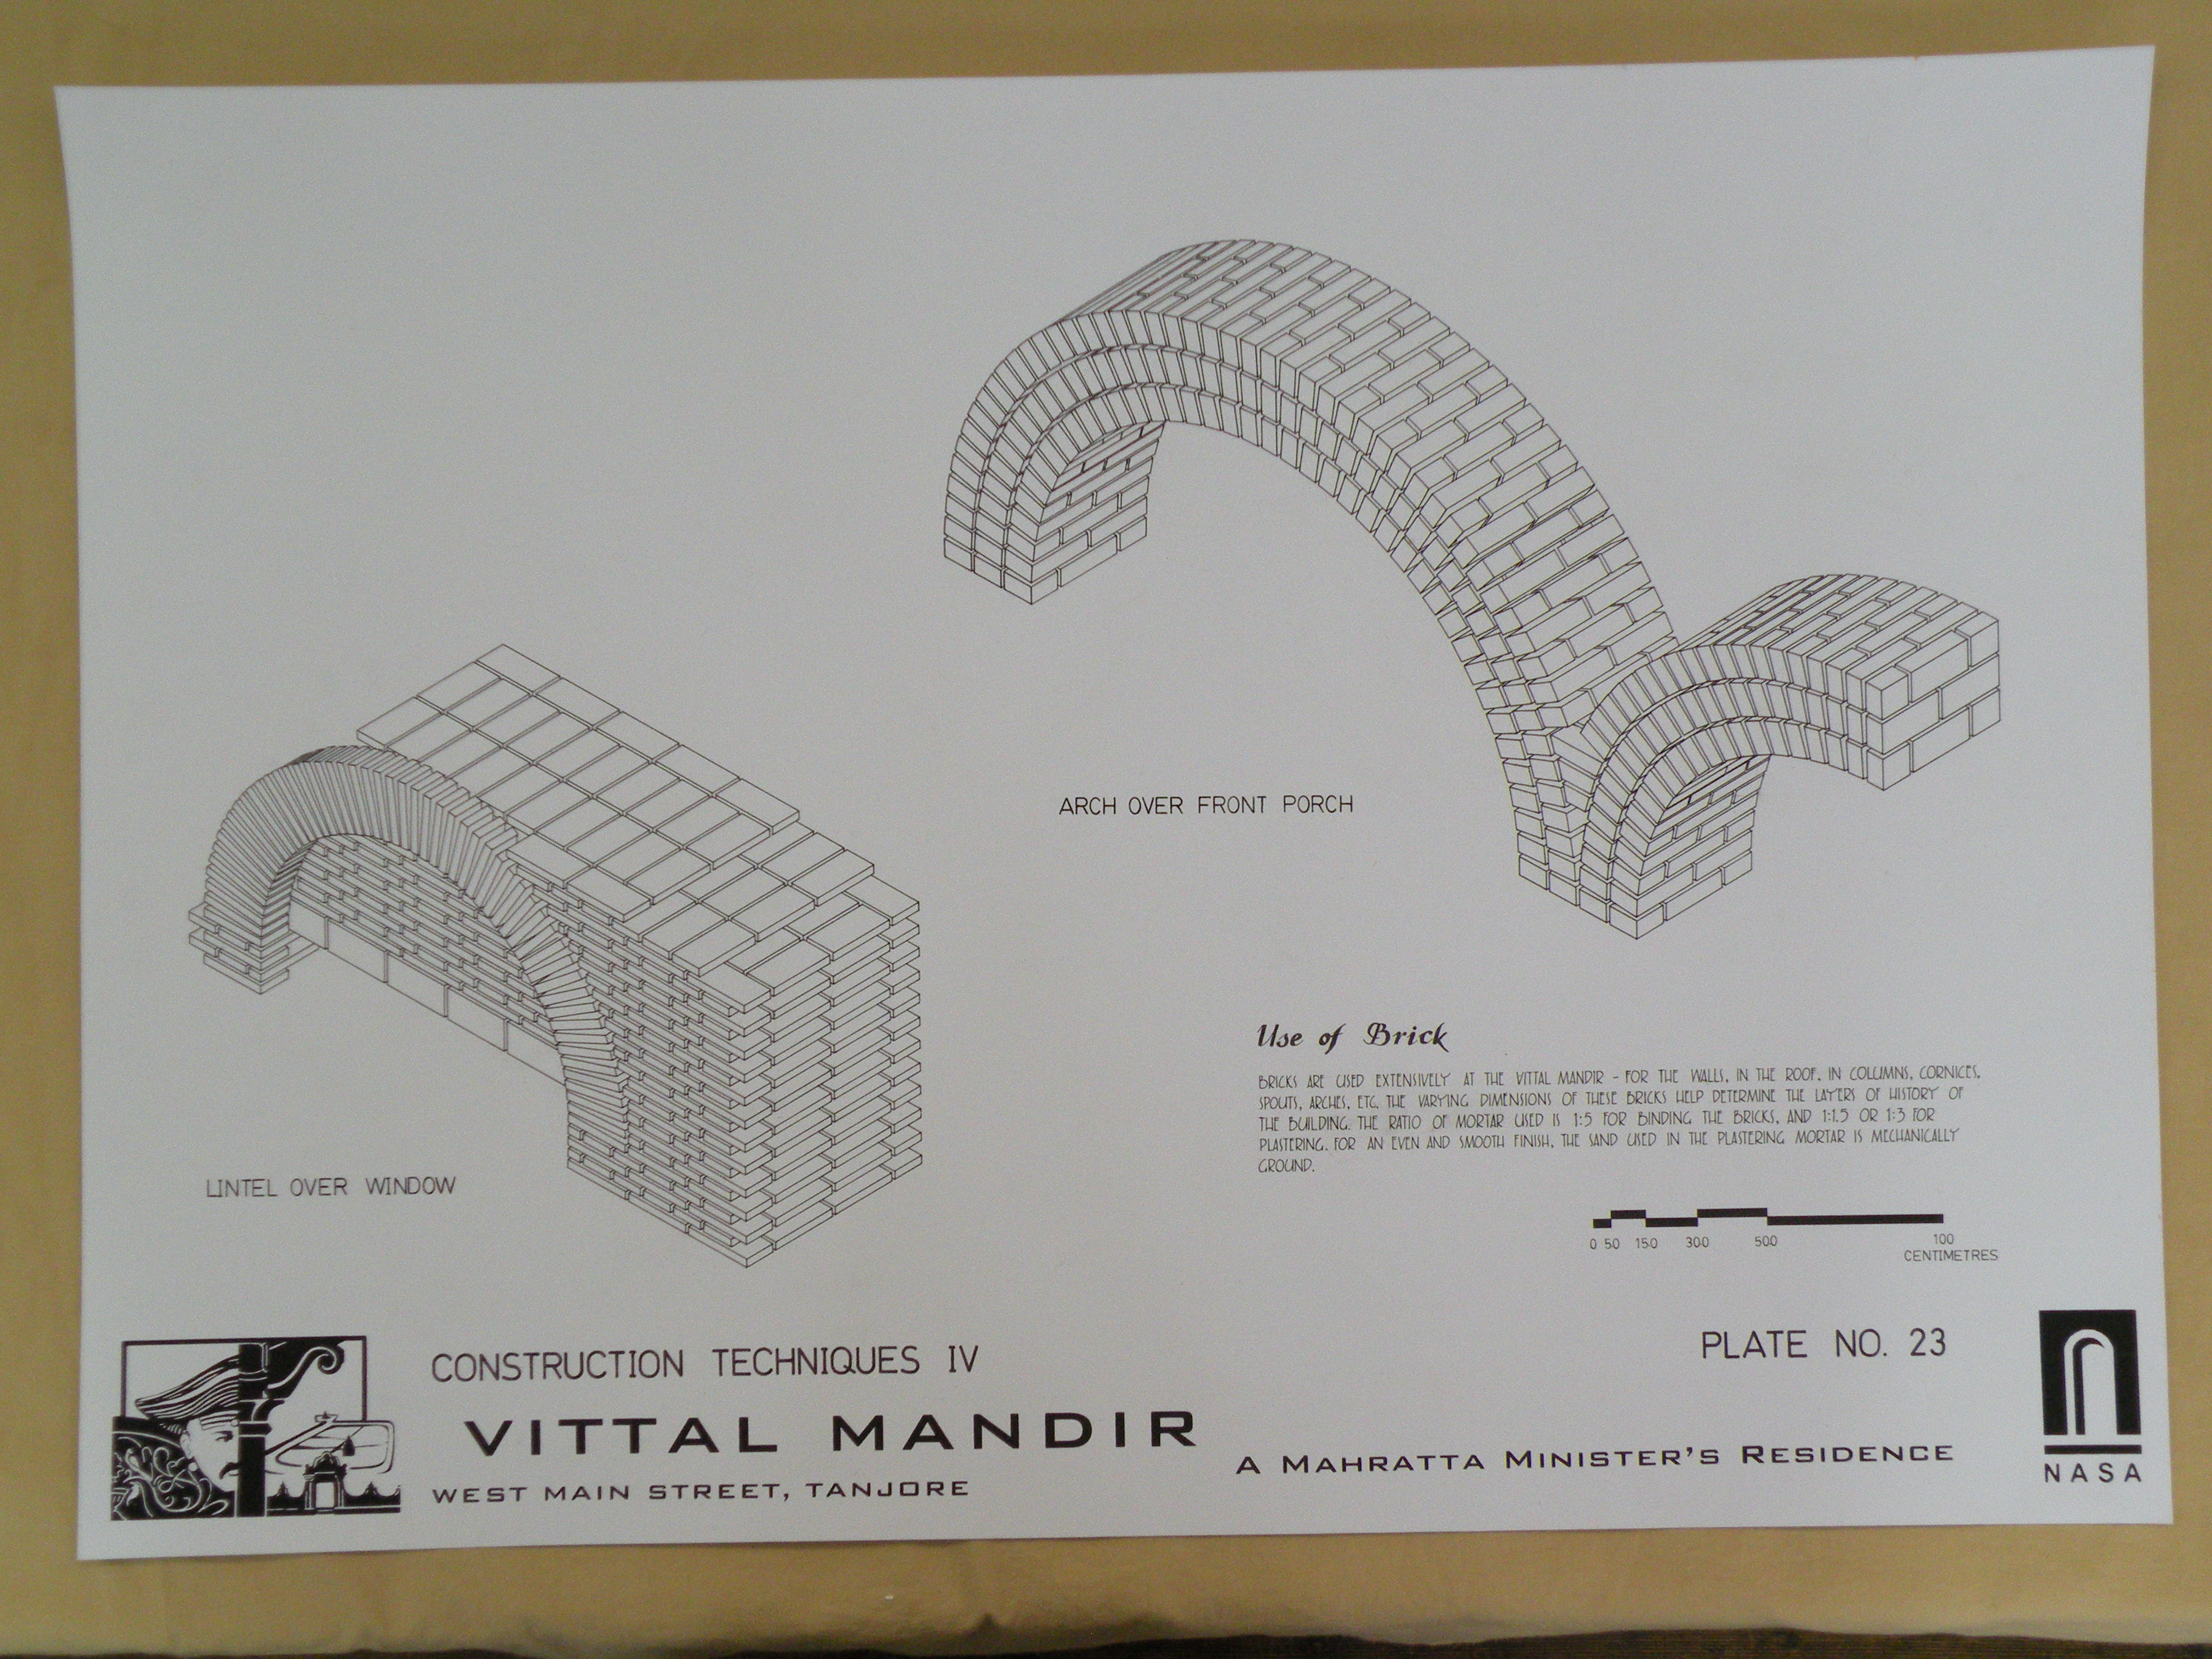 ARCH OVER FRONT PORCH
LINTEL OVER WINDOW
Use of Brick
BRICKS ARE USED EXTENSIVELY AT THE VITTAL MANDIR - FOR THE WALLS, IN THE ROOF, IN COLUMNS, CORNICES,
SPOUTS, ARCHES, ETC. THE VARYING DIMENSIONS OF THESE BRICKS HELP DETERMINE THE LAYERS OF HISTORY OF
THE BUILDING. THE RATIO OF MORTAR USED IS 1:5 FOR BINDING THE BRICKS, AND 1:1.5 OR 1:3 FOR
PLASTERING. FOR AN EVEN AND SMOOTH FINISH, THE SAND USED IN THE PLASTERING MORTAR IS MECHANICALLY
GROUND.
0 50 150 300 500 100
CENTIMETRES
PLATE NO. 23
CONSTRUCTION TECHNIQUES IV
VITTAL MANDIR
A MAHRATTA MINISTER'S RESIDENCE
WEST MAIN STREET, TANJORE
NASA